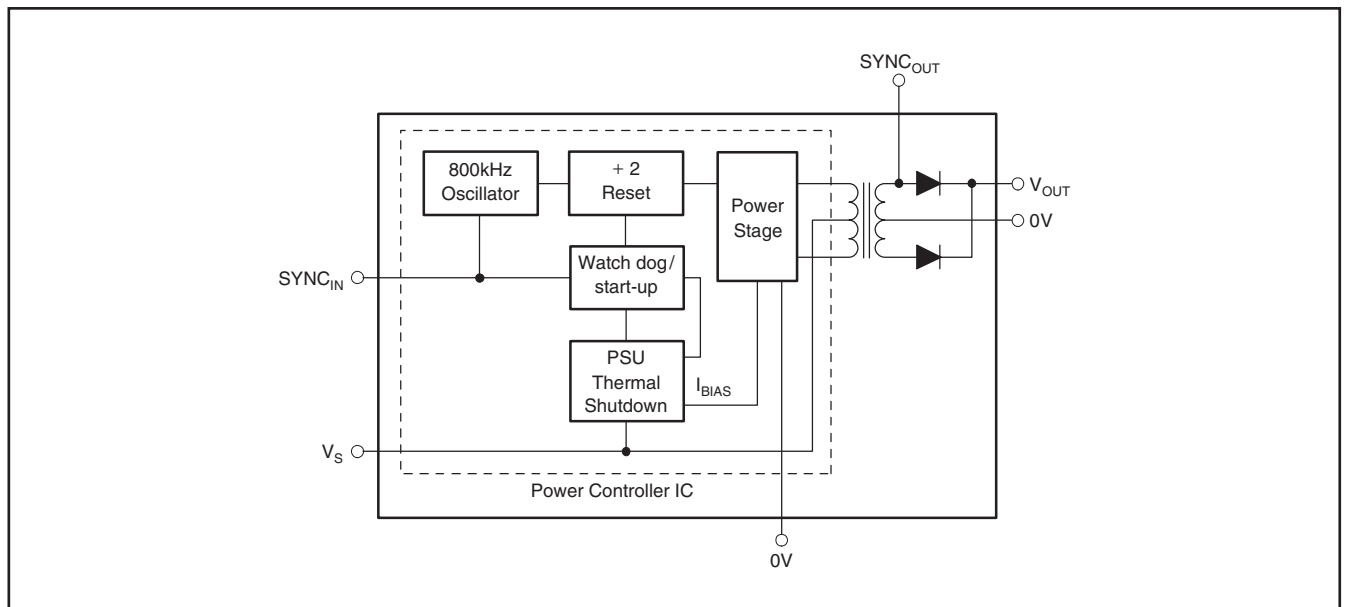 SYNC_OUT
800kHz
Oscillator
+ 2
Reset
Power
Stage
V_OUT
0V
Watch dog/
start-up
SYNC_IN
PSU
Thermal
Shutdown
I_BIAS
V_S
Power Controller IC
0V